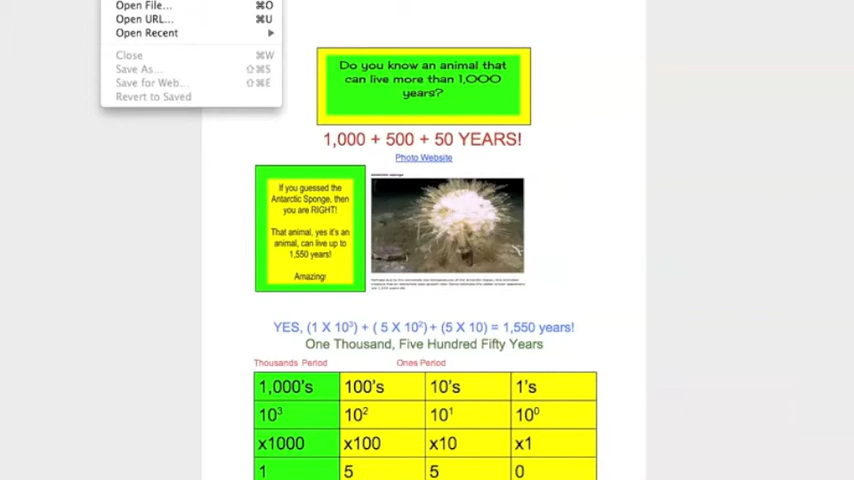 Open File... ⌘O
Open URL... ⌘U
Open Recent ▶
Close ⌘W
Save As... ⇧⌘S
Save for Web... ⇧⌘E
Revert to Saved
Do you know an animal that
can live more than 1,000
years?
1,000 + 500 + 50 YEARS!
Photo Website
If you guessed the
Antarctic Sponge, then
you are RIGHT!
That animal, yes it's an
animal, can live up to
1,550 years!
Amazing!
YES, (1 X 10³) + ( 5 X 10²) + (5 X 10) = 1,550 years!
One Thousand, Five Hundred Fifty Years
Thousands Period Ones Period
1,000's 100's 10's 1's
10³ 10² 10¹ 10⁰
x1000 x100 x10 x1
1 5 5 0